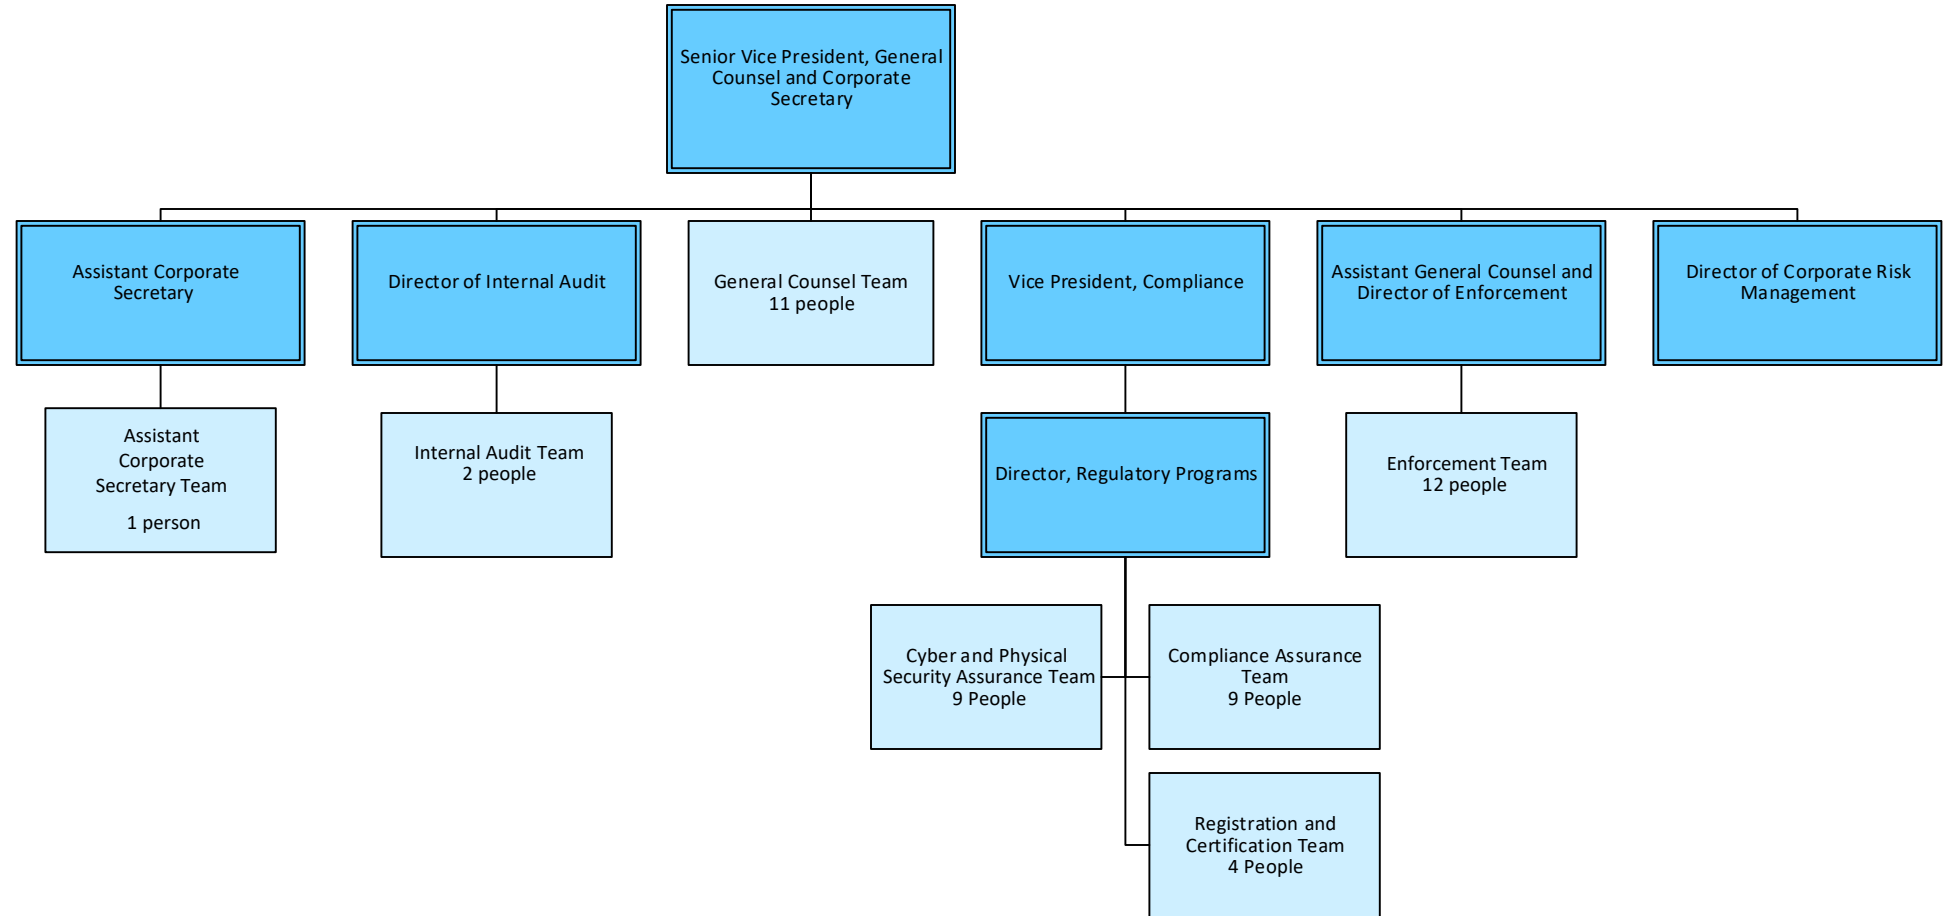 Senior Vice President, General
Counsel and Corporate
Secretary
Assistant Corporate
Secretary
Director of Internal Audit
General Counsel Team
11 people
Vice President, Compliance
Assistant General Counsel and
Director of Enforcement
Director of Corporate Risk
Management
Assistant
Corporate
Secretary Team
1 person
Internal Audit Team
2 people
Director, Regulatory Programs
Enforcement Team
12 people
Cyber and Physical
Security Assurance Team
9 People
Compliance Assurance
Team
9 People
Registration and
Certification Team
4 People